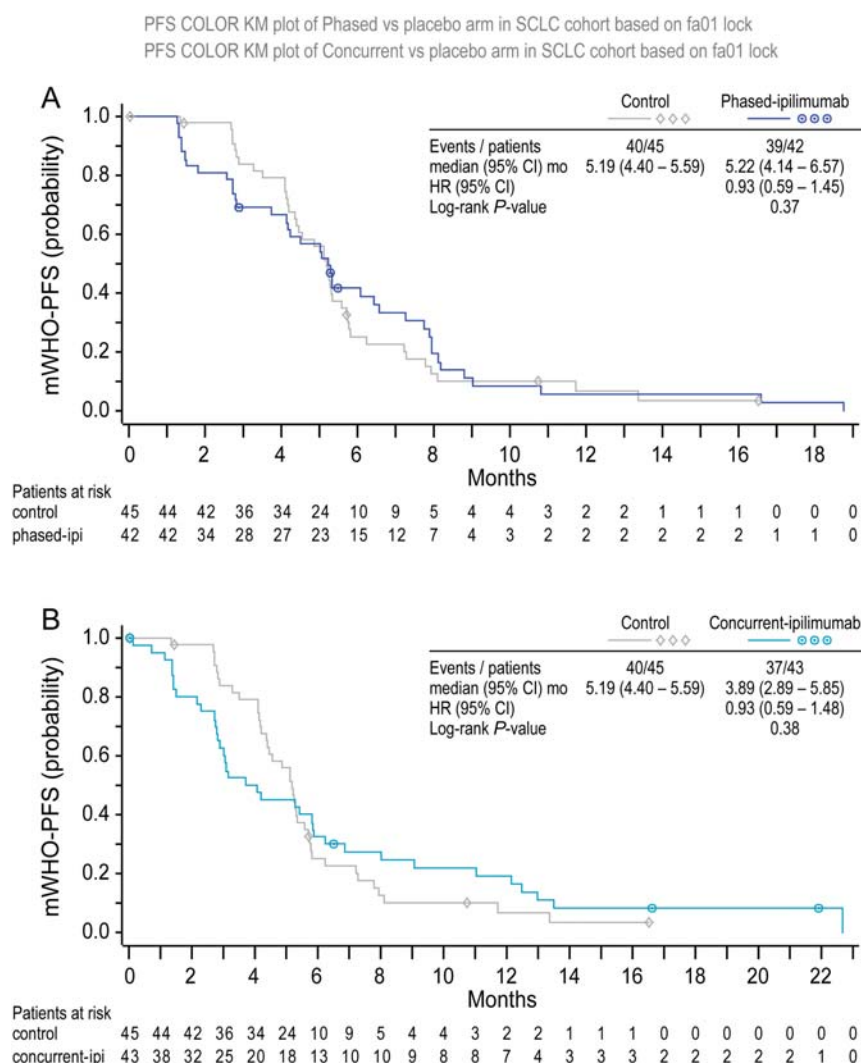 PFS COLOR KM plot of Phased vs placebo arm in SCLC cohort based on fa01 lock
PFS COLOR KM plot of Concurrent vs placebo arm in SCLC cohort based on fa01 lock
A
Control Phased-ipilimumab
Events / patients 40/45 39/42
median (95% CI) mo 5.19 (4.40 – 5.59) 5.22 (4.14 – 6.57)
HR (95% CI) 0.93 (0.59 – 1.45)
Log-rank P-value 0.37
mWHO-PFS (probability)
1.0
0.8
0.6
0.4
0.2
0.0
0 2 4 6 8 10 12 14 16 18
Months
Patients at risk
control 45 44 42 36 34 24 10 9 5 4 4 3 2 2 1 1 1 0 0 0
phased-ipi 42 42 34 28 27 23 15 12 7 4 3 2 2 2 2 2 2 1 1 0
B
Control Concurrent-ipilimumab
Events / patients 40/45 37/43
median (95% CI) mo 5.19 (4.40 – 5.59) 3.89 (2.89 – 5.85)
HR (95% CI) 0.93 (0.59 – 1.48)
Log-rank P-value 0.38
mWHO-PFS (probability)
1.0
0.8
0.6
0.4
0.2
0.0
0 2 4 6 8 10 12 14 16 18 20 22
Months
Patients at risk
control 45 44 42 36 34 24 10 9 5 4 4 3 2 2 1 1 1 0 0 0 0 0 0 0
concurrent-ipi 43 38 32 25 20 18 13 10 10 9 8 8 7 4 3 3 3 2 2 2 2 2 1 0